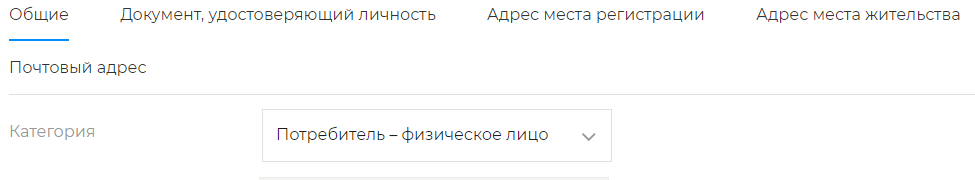 Общие Документ, удостоверяющий личность Адрес места регистрации Адрес места жительства
Почтовый адрес
Категория Потребитель – физическое лицо